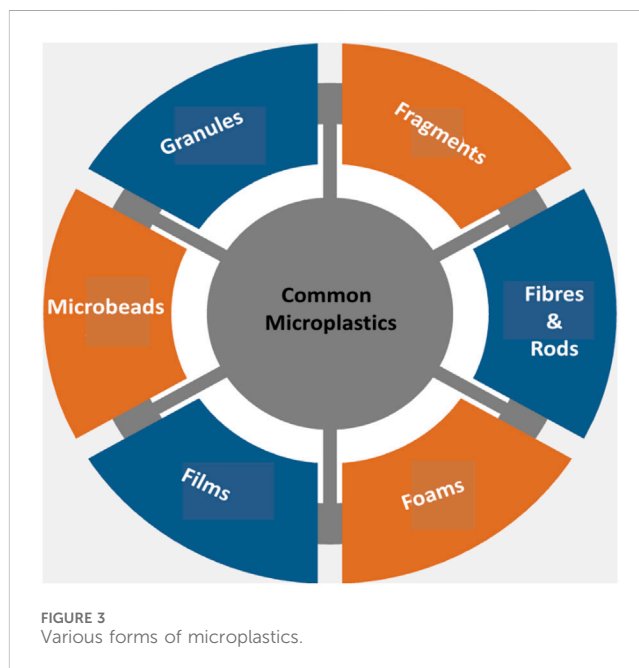 Granules
Fragments
Microbeads
Common
Microplastics
Fibres
&
Rods
Films
Foams
FIGURE 3
Various forms of microplastics.